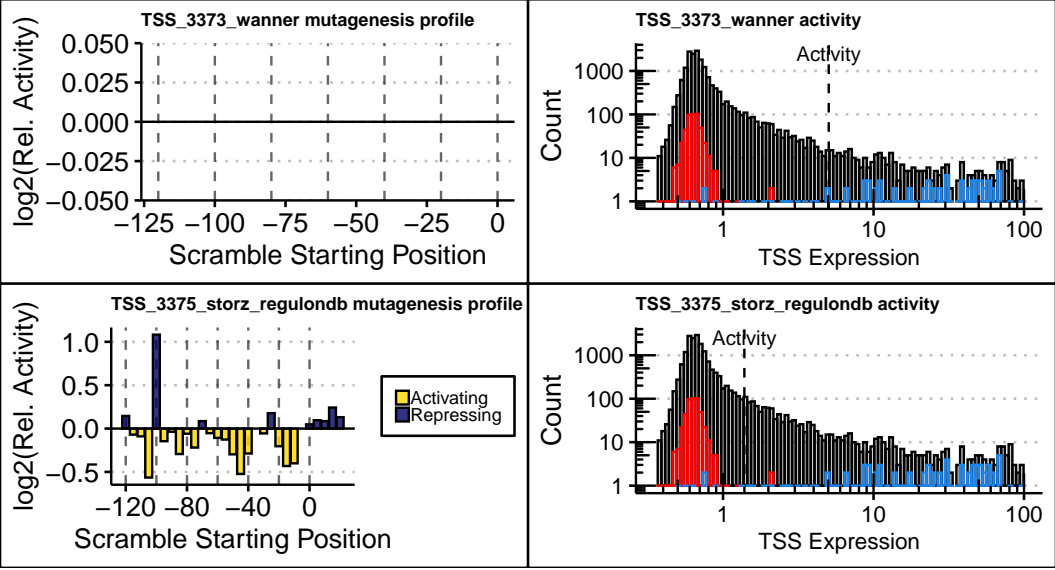 TSS_3373_wanner mutagenesis profile
log2(Rel. Activity)
0.050
0.025
0.000
−0.025
−0.050
−125 −100 −75 −50 −25 0
Scramble Starting Position
TSS_3373_wanner activity
Activity
Count
1000
100
10
1
1 10 100
TSS Expression
TSS_3375_storz_regulondb mutagenesis profile
log2(Rel. Activity)
1.0
0.5
0.0
−0.5
−120 −80 −40 0
Scramble Starting Position
Activating
Repressing
TSS_3375_storz_regulondb activity
Activity
Count
1000
100
10
1
1 10 100
TSS Expression